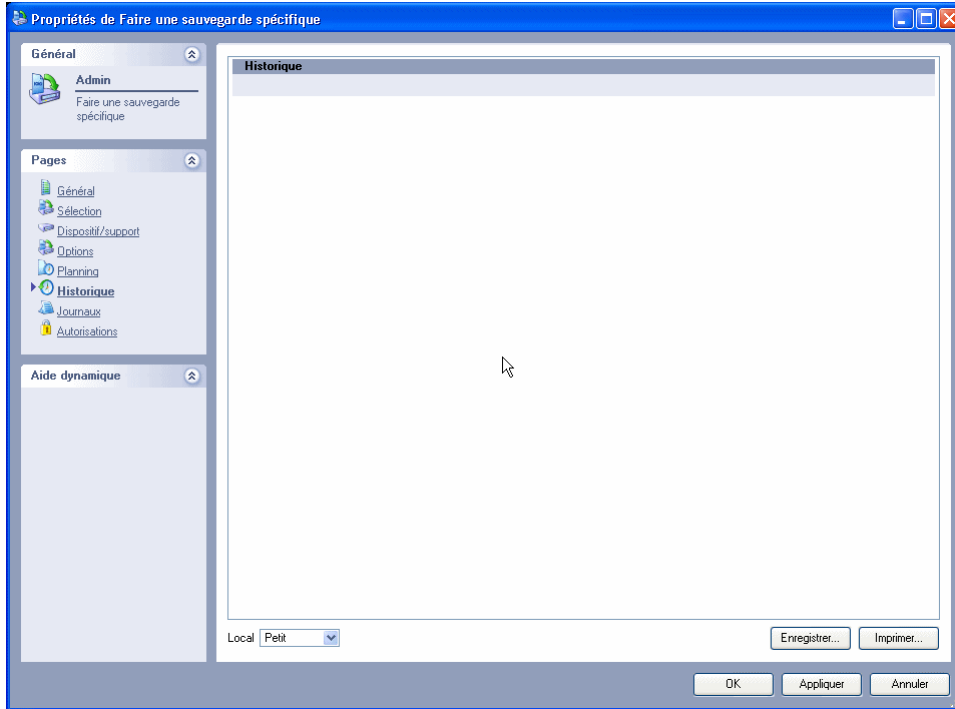 Propriétés de Faire une sauvegarde spécifique
Général
Admin
Faire une sauvegarde
spécifique
Pages
Général
Sélection
Dispositif/support
Options
Planning
Historique
Journaux
Autorisations
Aide dynamique
Historique
Local Petit
Enregistrer... Imprimer...
OK Appliquer Annuler